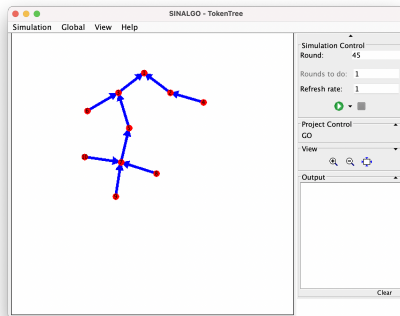 SINALGO - TokenTree
Simulation Global View Help
Simulation Control
Round: 45
Rounds to do: 1
Refresh rate: 1
Project Control
GO
View
Output
Clear